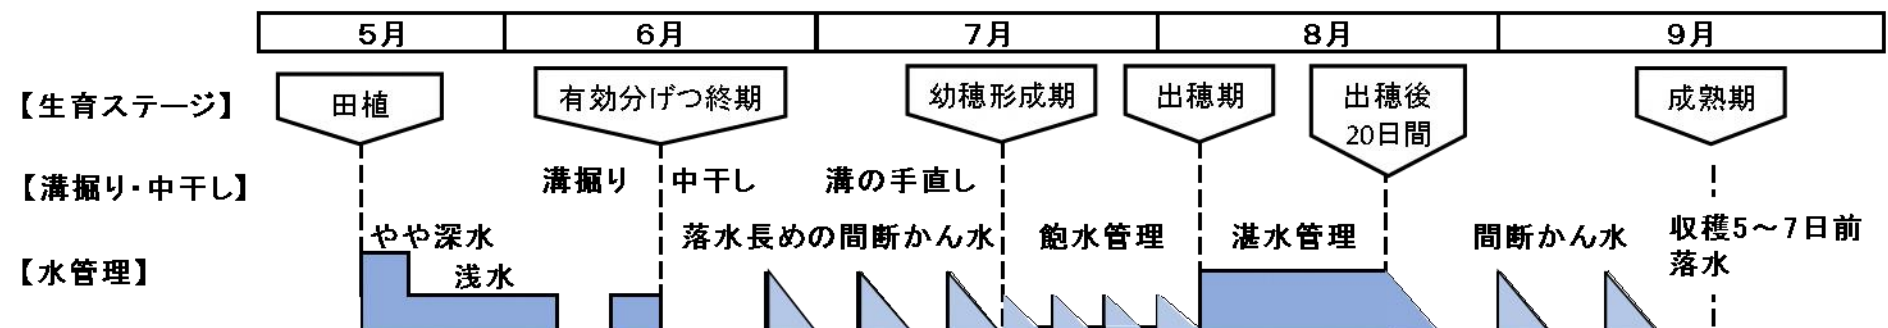 5月 6月 7月 8月 9月
【生育ステージ】 田植 有効分げつ終期 幼穂形成期 出穂期 出穂後 成熟期
20日間
【溝掘り・中干し】 溝掘り 中干し 溝の手直し
やや深水 落水長めの間断かん水 飽水管理 湛水管理 間断かん水 収穫5～7日前
【水管理】 浅水 落水